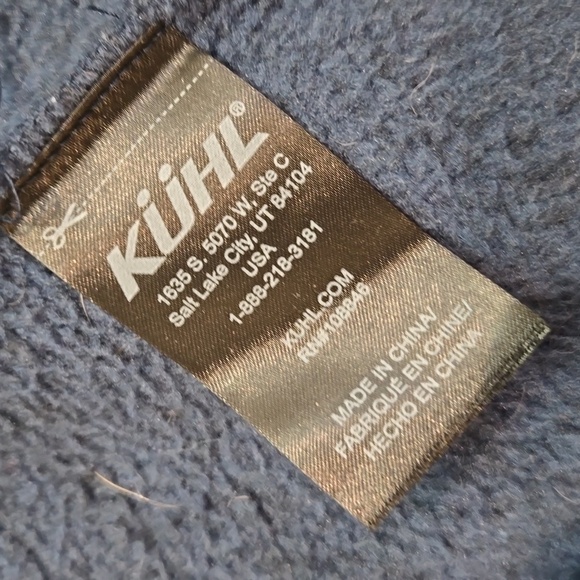 KÜHL®
1635 S. 5070 W. Ste C
Salt Lake City, UT 84104
USA
1-888-218-3181
KUHL.COM
RN#108846
MADE IN CHINA/
FABRIQUÉ EN CHINE/
HECHO EN CHINA